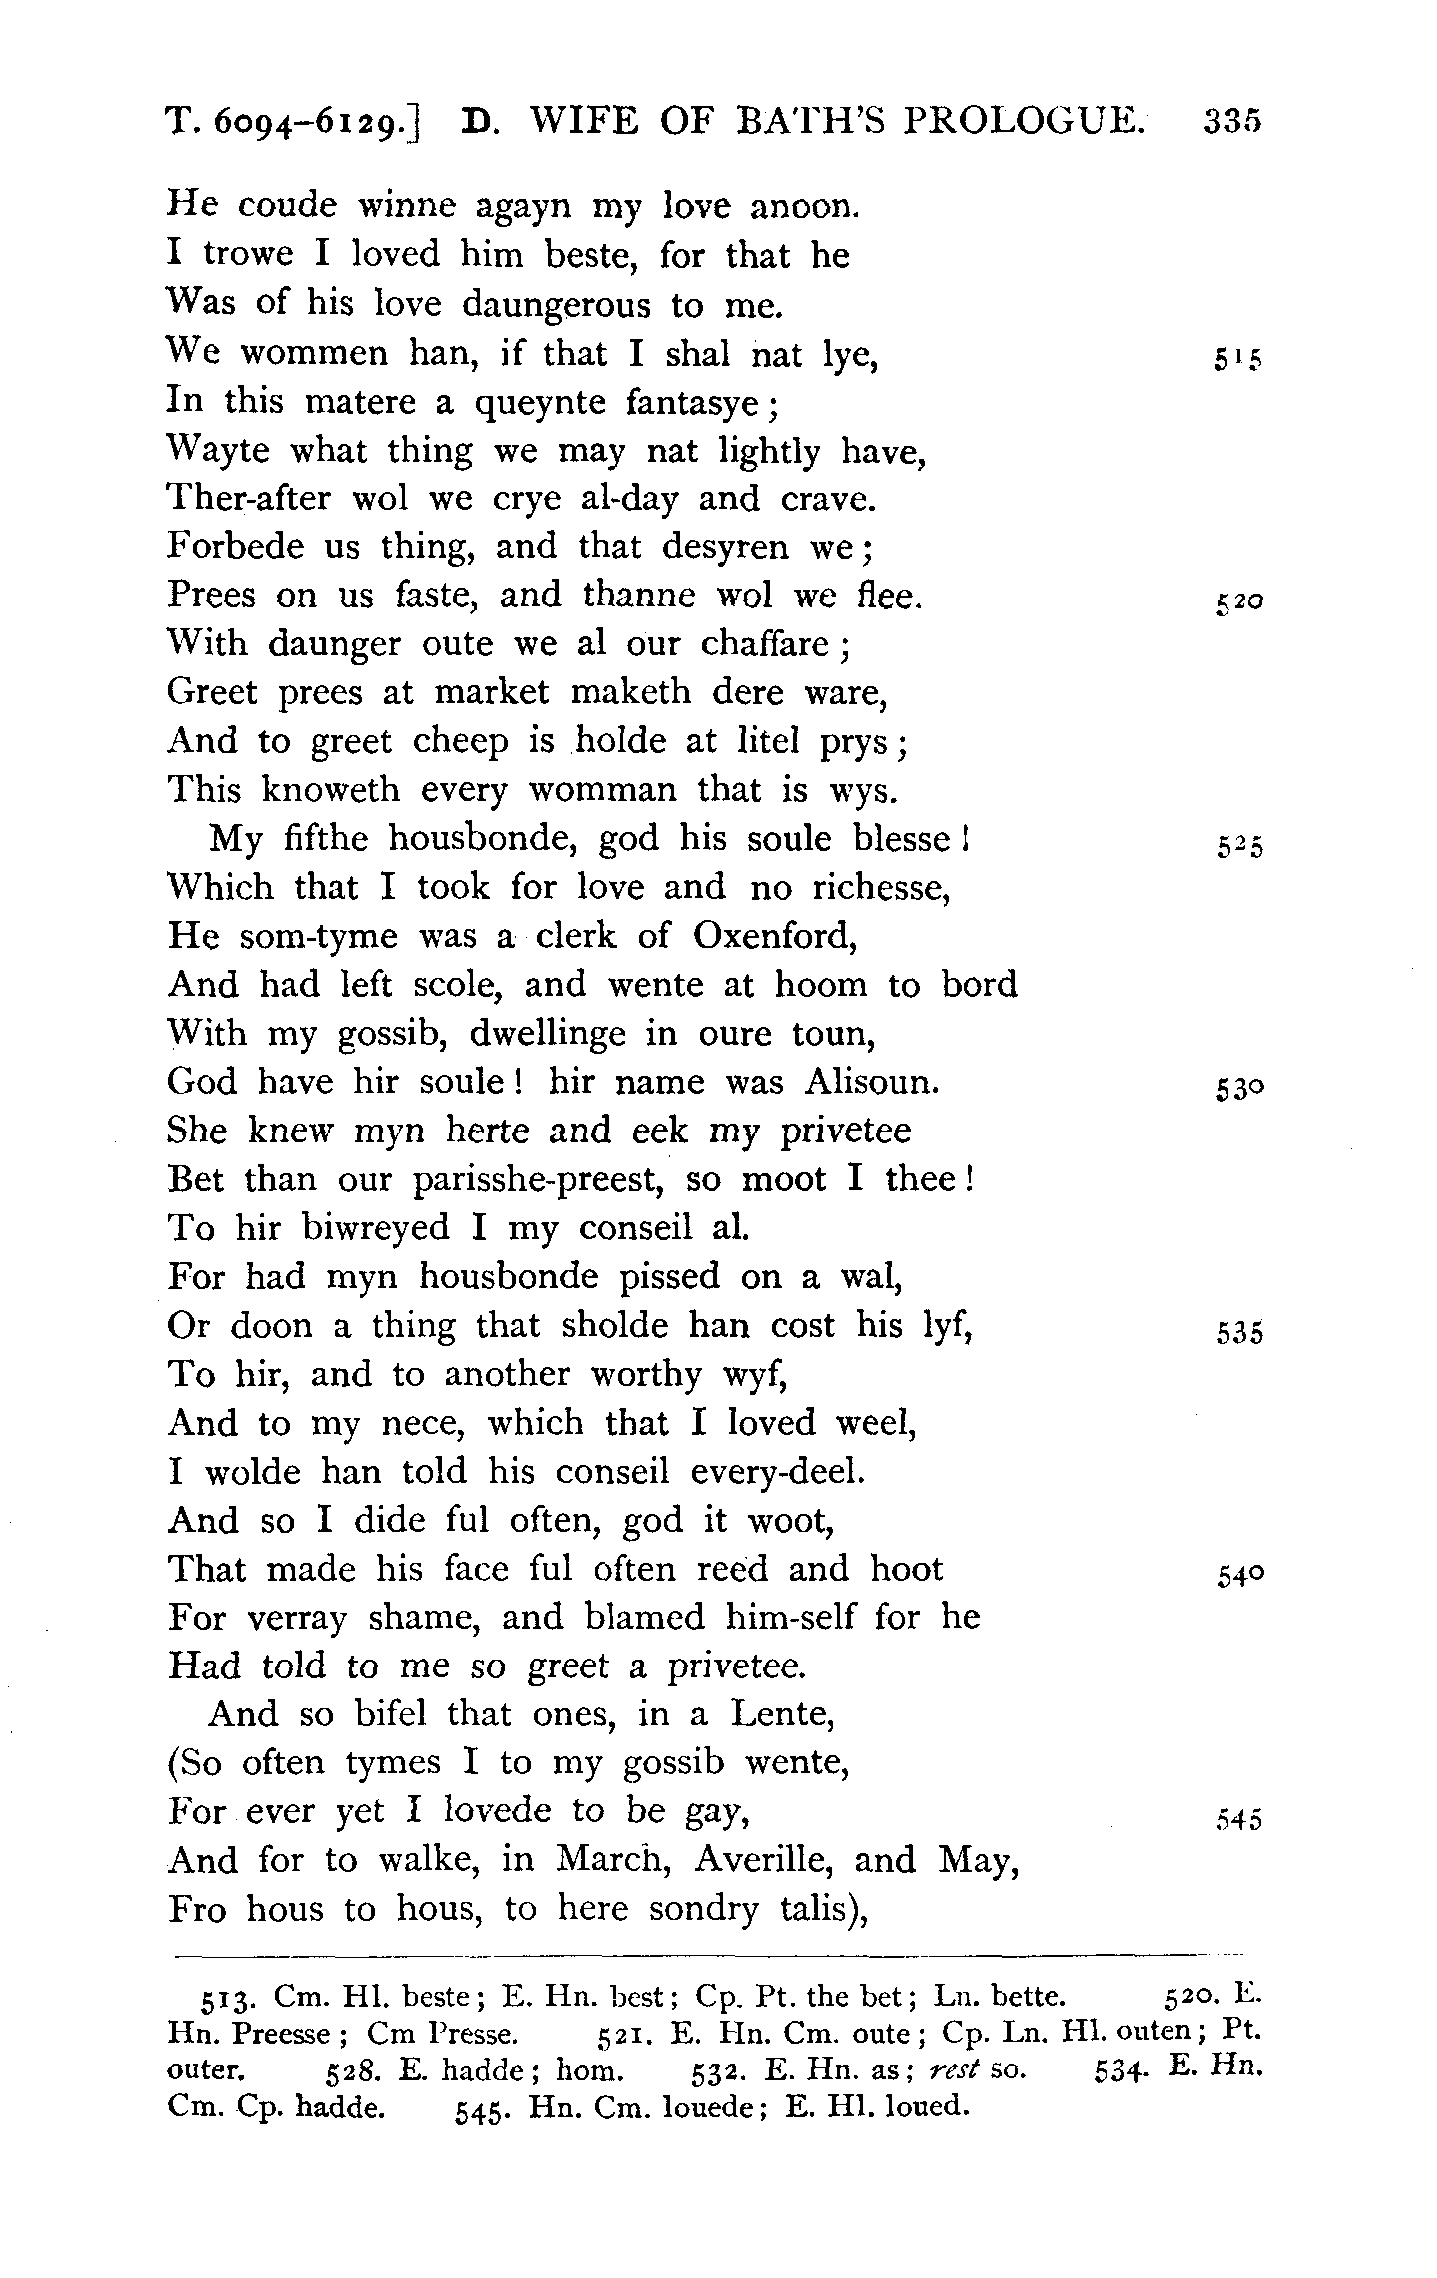 T. 6094–6129.] D. WIFE OF BATH'S PROLOGUE. 335
He coude winne agayn my love anoon.
I trowe I loved him beste, for that he
Was of his love daungerous to me.
We wommen han, if that I shal nat lye, 515
In this matere a queynte fantasye ;
Wayte what thing we may nat lightly have,
Ther-after wol we crye al-day and crave.
Forbede us thing, and that desyren we ;
Prees on us faste, and thanne wol we flee. 520
With daunger oute we al our chaffare ;
Greet prees at market maketh dere ware,
And to greet cheep is holde at litel prys ;
This knoweth every womman that is wys.
My fifthe housbonde, god his soule blesse ! 525
Which that I took for love and no richesse,
He som-tyme was a clerk of Oxenford,
And had left scole, and wente at hoom to bord
With my gossib, dwellinge in oure toun,
God have hir soule ! hir name was Alisoun. 530
She knew myn herte and eek my privetee
Bet than our parisshe-preest, so moot I thee !
To hir biwreyed I my conseil al.
For had myn housbonde pissed on a wal,
Or doon a thing that sholde han cost his lyf, 535
To hir, and to another worthy wyf,
And to my nece, which that I loved weel,
I wolde han told his conseil every-deel.
And so I dide ful often, god it woot,
That made his face ful often reed and hoot 540
For verray shame, and blamed him-self for he
Had told to me so greet a privetee.
And so bifel that ones, in a Lente,
(So often tymes I to my gossib wente,
For ever yet I lovede to be gay, 545
And for to walke, in March, Averille, and May,
Fro hous to hous, to here sondry talis),
513. Cm. Hl. beste ; E. Hn. best ; Cp. Pt. the bet ; Ln. bette. 520. E.
Hn. Preesse ; Cm Presse. 521. E. Hn. Cm. oute ; Cp. Ln. Hl. outen ; Pt.
outer. 528. E. hadde ; hom. 532. E. Hn. as ; rest so. 534. E. Hn.
Cm. Cp. hadde. 545. Hn. Cm. louede ; E. Hl. loued.